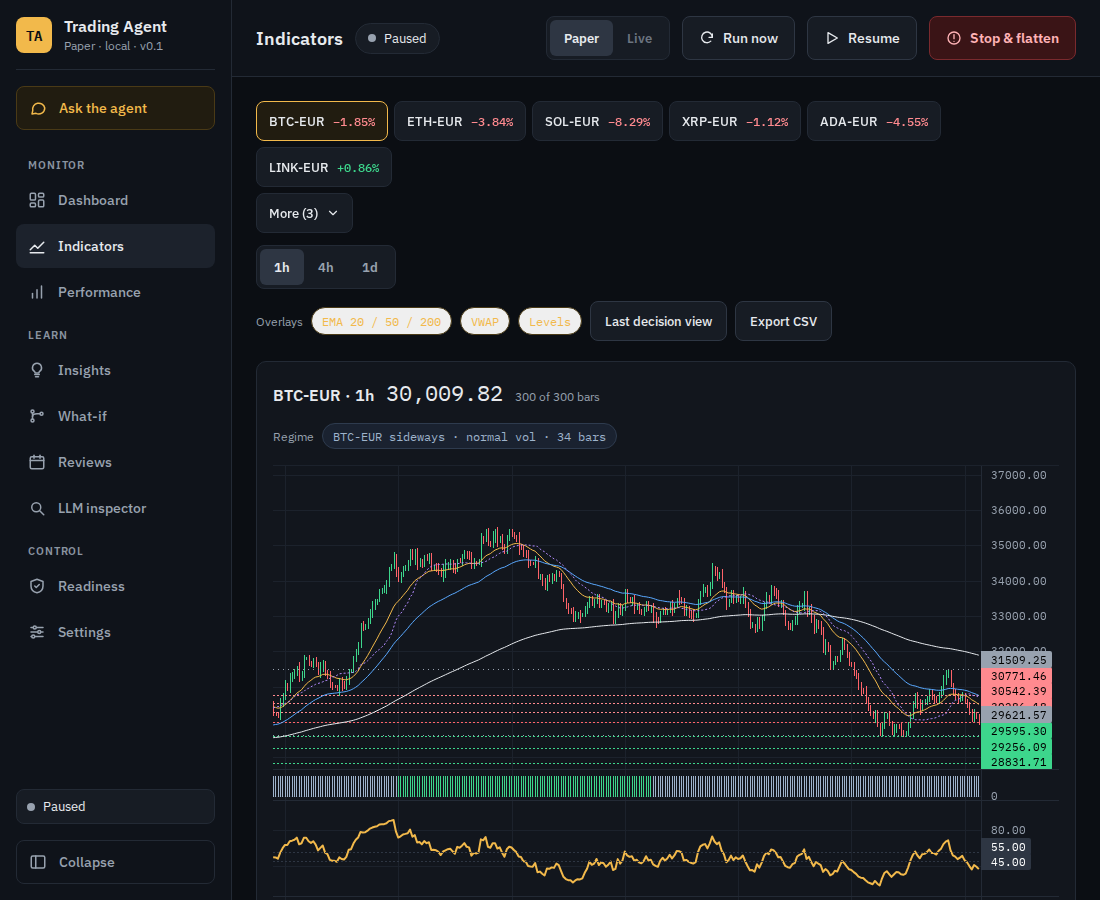 TA
Trading Agent
Paper · local · v0.1
Ask the agent
MONITOR
Dashboard
Indicators
Performance
LEARN
Insights
What-if
Reviews
LLM inspector
CONTROL
Readiness
Settings
Paused
Collapse
Indicators
Paused
Paper Live
Run now
Resume
Stop & flatten
BTC-EUR −1.85%
ETH-EUR −3.84%
SOL-EUR −8.29%
XRP-EUR −1.12%
ADA-EUR −4.55%
LINK-EUR +0.86%
More (3)
1h 4h 1d
Overlays EMA 20 / 50 / 200 VWAP Levels Last decision view Export CSV
BTC-EUR · 1h 30,009.82 300 of 300 bars
Regime BTC-EUR sideways · normal vol · 34 bars
37000.00
36000.00
35000.00
34000.00
33000.00
31509.25
30771.46
30542.39
29621.57
29595.30
29256.09
28831.71
0
80.00
55.00
45.00